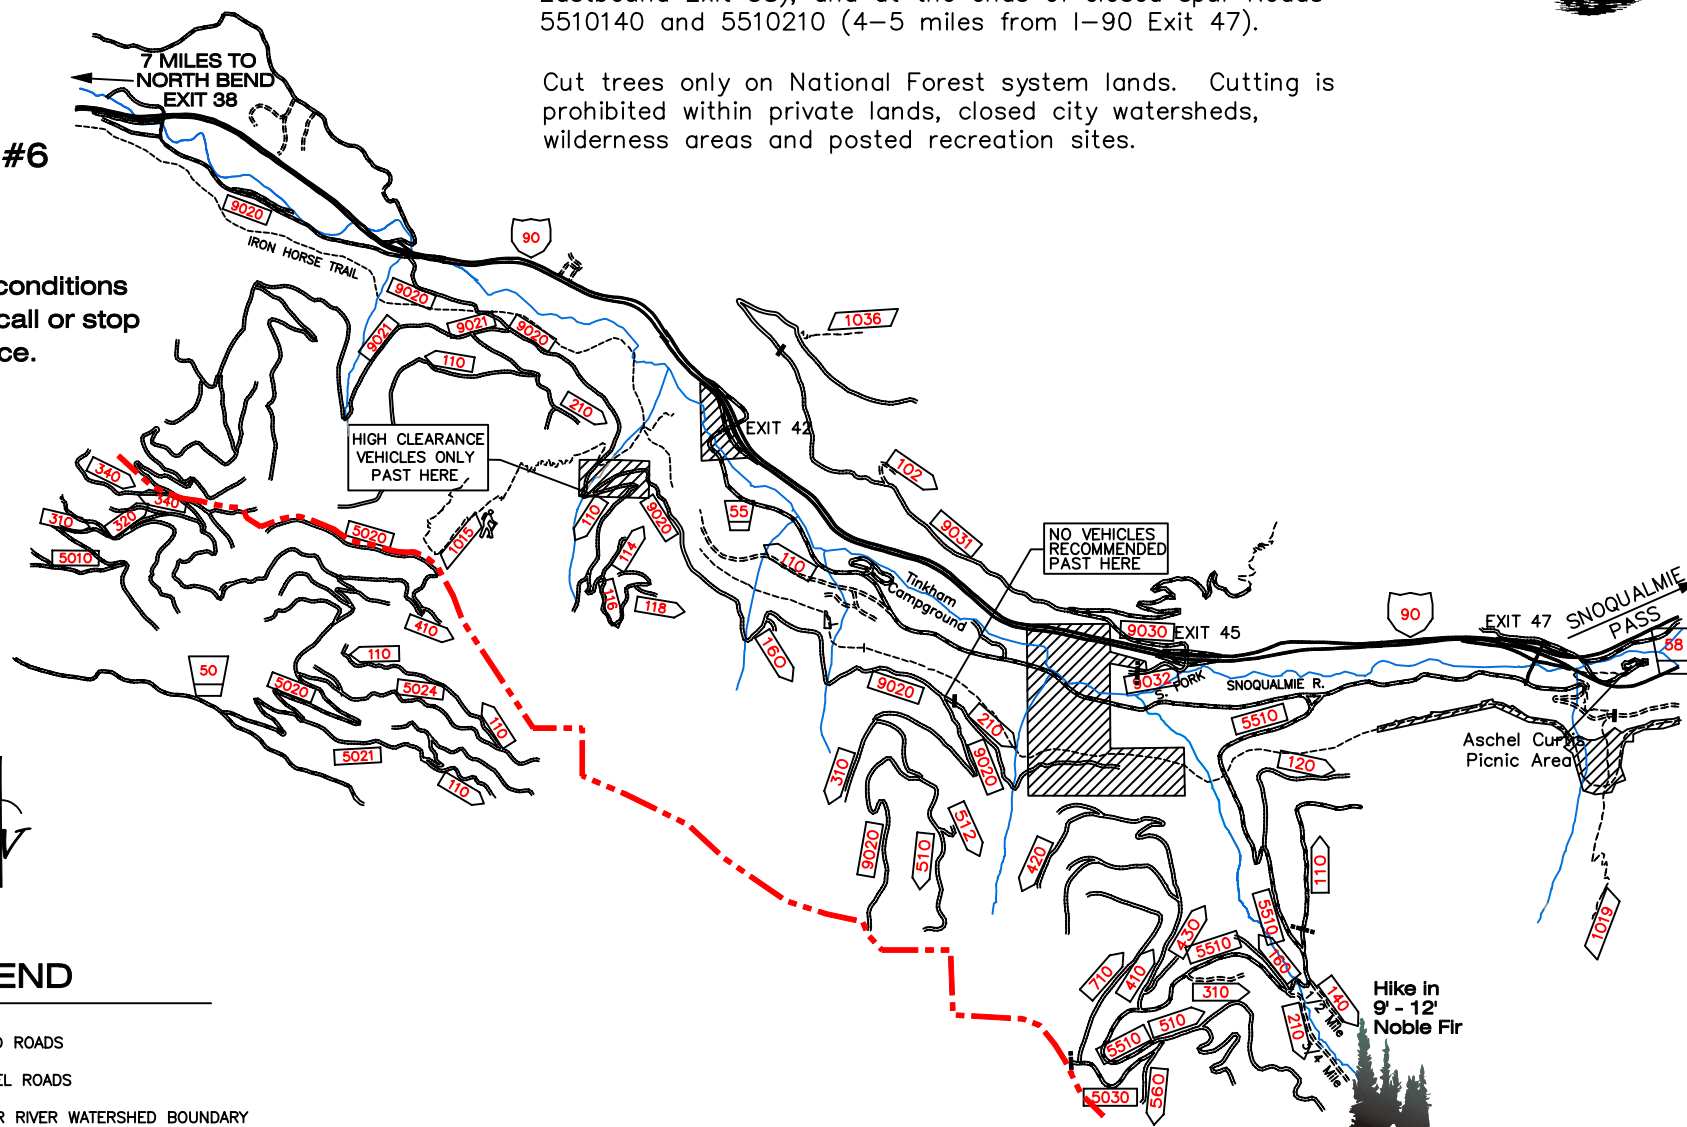 5510140 and 5510210 (4-5 miles from I-90 Exit 47).
Cut trees only on National Forest system lands. Cutting is
prohibited within private lands, closed city watersheds,
wilderness areas and posted recreation sites.
7 MILES TO
NORTH BEND
EXIT 38
#6
9020
IRON HORSE TRAIL
90
conditions
call or stop
9020
9021
9021
9020
110
210
1036
HIGH CLEARANCE
VEHICLES ONLY
PAST HERE
EXIT 42
102
340
340
310
320
5010
5020
1015
110
9020
114
116
118
55
110
9031
NO VEHICLES
RECOMMENDED
PAST HERE
Tinkham
Campground
90
9030
EXIT 45
EXIT 47
SNOQUALMIE
PASS
58
9032
S. FORK
SNOQUALMIE R.
410
110
50
5020
5024
110
5021
110
160
9020
210
9020
310
5510
120
Aschel Curtis
Picnic Area
9020
510
512
420
110
1019
5510
430
5510
160
710
410
310
140
1/2 Mile
210
3/4 Mile
Hike in
9' - 12'
Noble Fir
510
5510
5030
560
END
ROADS
ROADS
RIVER WATERSHED BOUNDARY